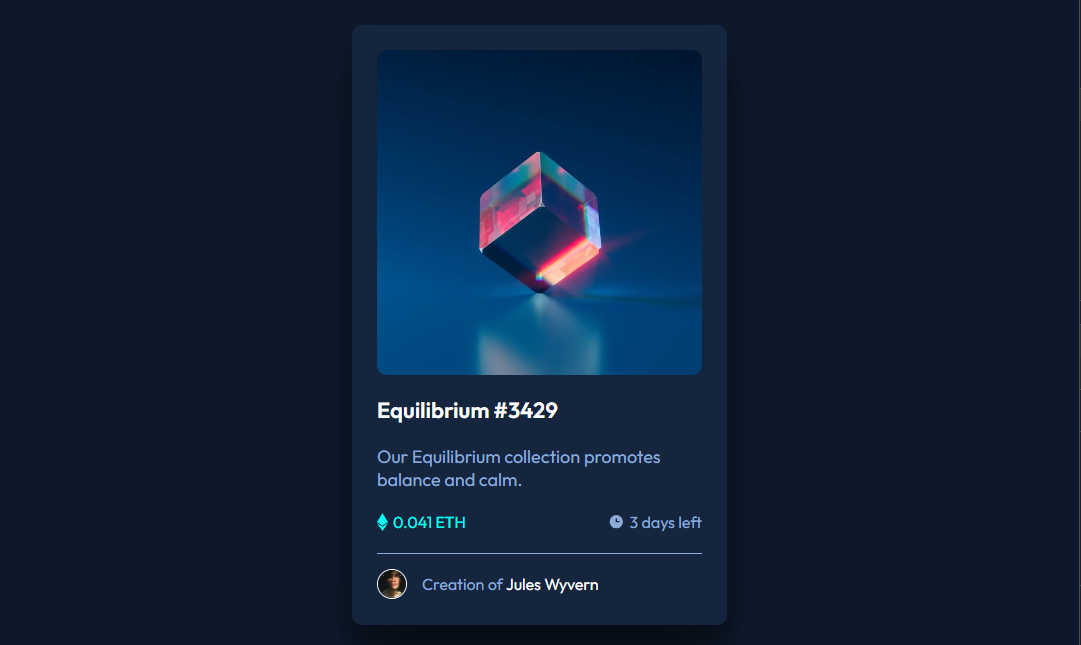 Equilibrium #3429
Our Equilibrium collection promotes
balance and calm.
0.041 ETH
3 days left
Creation of Jules Wyvern